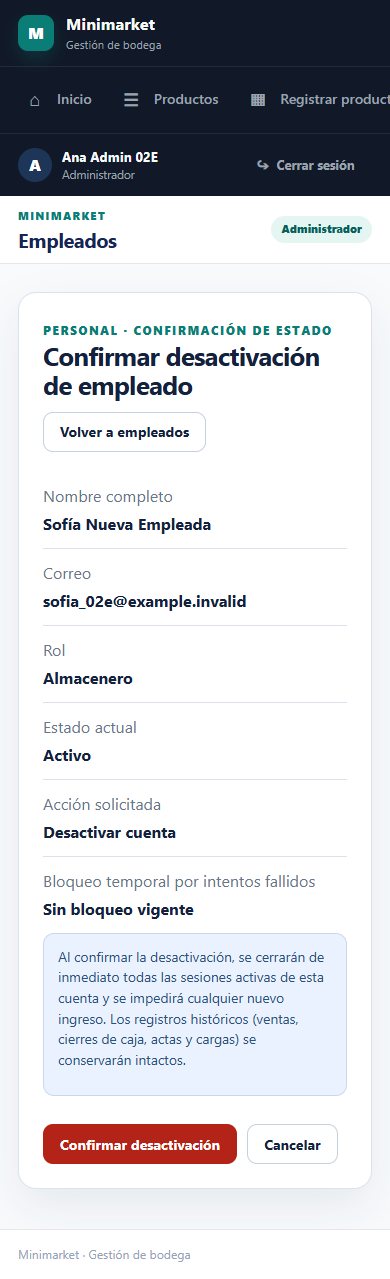 M
Minimarket
Gestión de bodega
Inicio
Productos
Registrar product
A
Ana Admin 02E
Administrador
Cerrar sesión
MINIMARKET
Empleados
Administrador
PERSONAL · CONFIRMACIÓN DE ESTADO
Confirmar desactivación
de empleado
Volver a empleados
Nombre completo
Sofía Nueva Empleada
Correo
sofia_02e@example.invalid
Rol
Almacenero
Estado actual
Activo
Acción solicitada
Desactivar cuenta
Bloqueo temporal por intentos fallidos
Sin bloqueo vigente
Al confirmar la desactivación, se cerrarán de
inmediato todas las sesiones activas de esta
cuenta y se impedirá cualquier nuevo
ingreso. Los registros históricos (ventas,
cierres de caja, actas y cargas) se
conservarán intactos.
Confirmar desactivación
Cancelar
Minimarket · Gestión de bodega